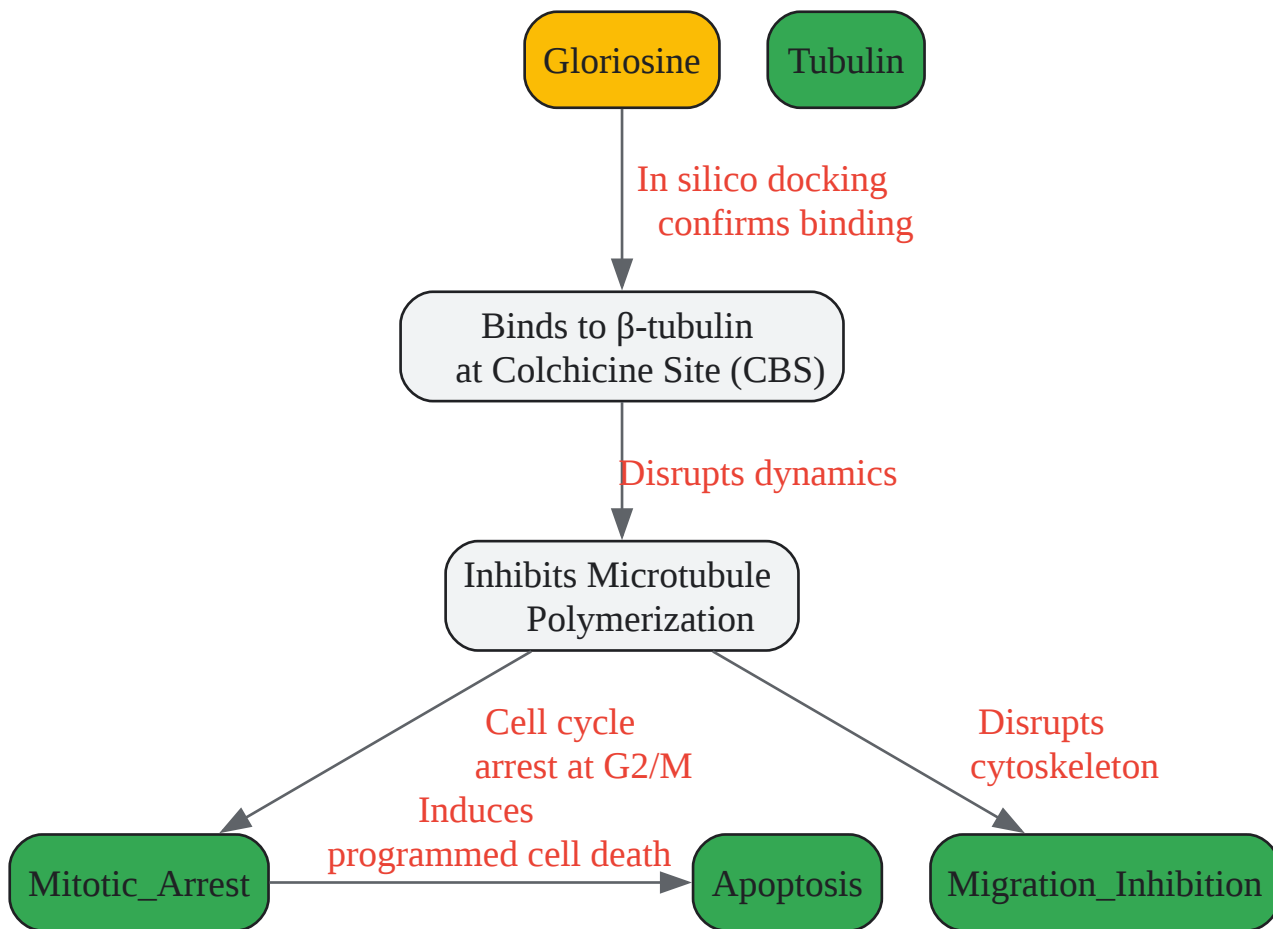 Gloriosine
Tubulin
In silico docking
confirms binding
Binds to β-tubulin
at Colchicine Site (CBS)
Disrupts dynamics
Inhibits Microtubule
Polymerization
Cell cycle
arrest at G2/M
Disrupts
cytoskeleton
Induces
programmed cell death
Mitotic_Arrest
Apoptosis
Migration_Inhibition